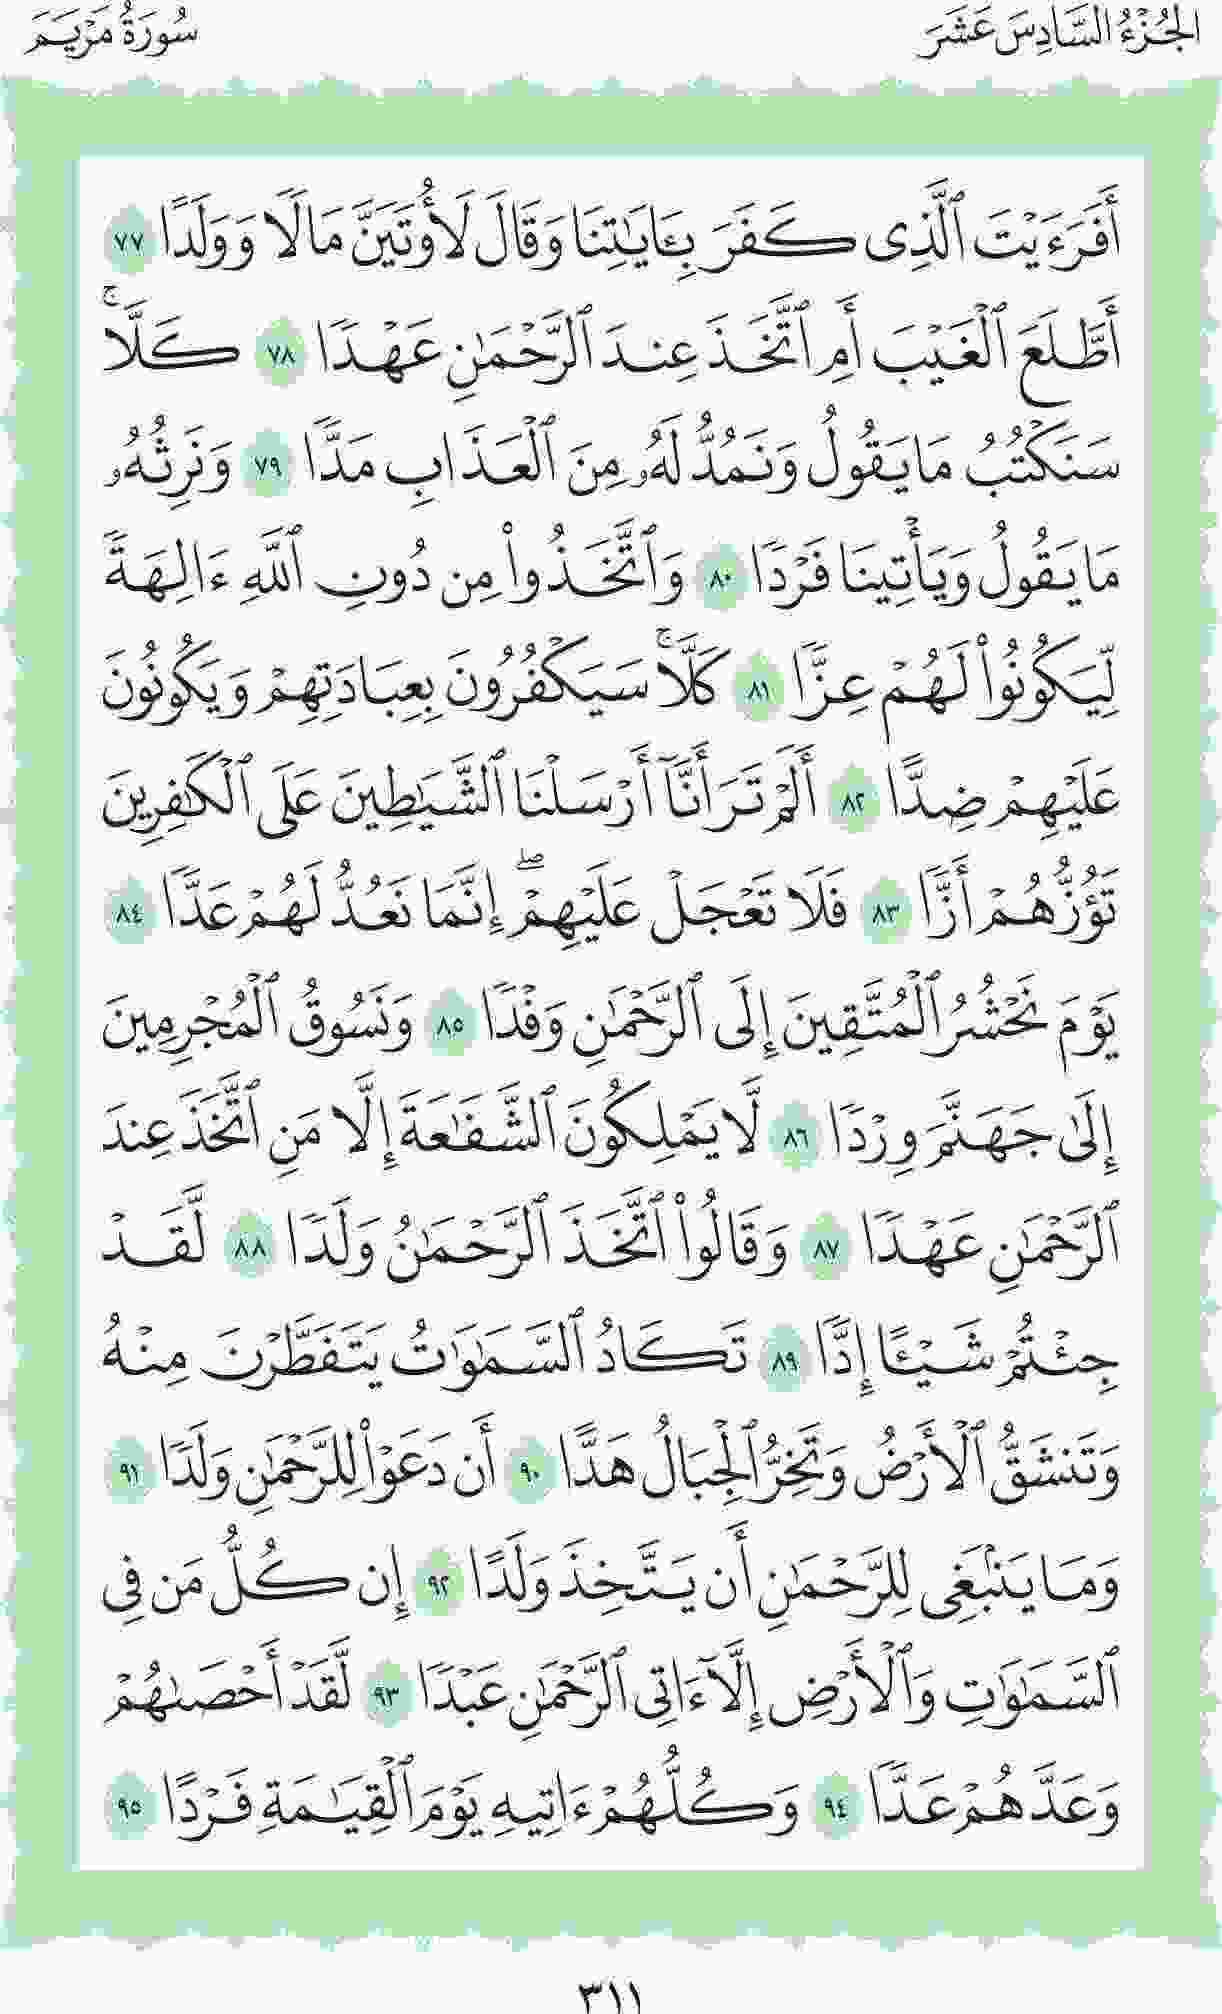 الجُزْءُ السَّادِسَ عَشَرَ
سُورَةُ مَرْيَمَ
أَفَرَءَيْتَ ٱلَّذِى كَفَرَ بِـَٔايَـٰتِنَا وَقَالَ لَأُوتَيَنَّ مَالًا وَوَلَدًا ٧٧
أَطَّلَعَ ٱلْغَيْبَ أَمِ ٱتَّخَذَ عِندَ ٱلرَّحْمَـٰنِ عَهْدًا ٧٨ كَلَّا ۚ
سَنَكْتُبُ مَا يَقُولُ وَنَمُدُّ لَهُۥ مِنَ ٱلْعَذَابِ مَدًّا ٧٩ وَنَرِثُهُۥ
مَا يَقُولُ وَيَأْتِينَا فَرْدًا ٨٠ وَٱتَّخَذُوا۟ مِن دُونِ ٱللَّهِ ءَالِهَةً
لِّيَكُونُوا۟ لَهُمْ عِزًّا ٨١ كَلَّا ۚ سَيَكْفُرُونَ بِعِبَادَتِهِمْ وَيَكُونُونَ
عَلَيْهِمْ ضِدًّا ٨٢ أَلَمْ تَرَ أَنَّآ أَرْسَلْنَا ٱلشَّيَـٰطِينَ عَلَى ٱلْكَـٰفِرِينَ
تَؤُزُّهُمْ أَزًّا ٨٣ فَلَا تَعْجَلْ عَلَيْهِمْ ۖ إِنَّمَا نَعُدُّ لَهُمْ عَدًّا ٨٤
يَوْمَ نَحْشُرُ ٱلْمُتَّقِينَ إِلَى ٱلرَّحْمَـٰنِ وَفْدًا ٨٥ وَنَسُوقُ ٱلْمُجْرِمِينَ
إِلَىٰ جَهَنَّمَ وِرْدًا ٨٦ لَّا يَمْلِكُونَ ٱلشَّفَـٰعَةَ إِلَّا مَنِ ٱتَّخَذَ عِندَ
ٱلرَّحْمَـٰنِ عَهْدًا ٨٧ وَقَالُوا۟ ٱتَّخَذَ ٱلرَّحْمَـٰنُ وَلَدًا ٨٨ لَّقَدْ
جِئْتُمْ شَيْـًٔا إِدًّا ٨٩ تَكَادُ ٱلسَّمَـٰوَٰتُ يَتَفَطَّرْنَ مِنْهُ
وَتَنشَقُّ ٱلْأَرْضُ وَتَخِرُّ ٱلْجِبَالُ هَدًّا ٩٠ أَن دَعَوْا۟ لِلرَّحْمَـٰنِ وَلَدًا ٩١
وَمَا يَنۢبَغِى لِلرَّحْمَـٰنِ أَن يَتَّخِذَ وَلَدًا ٩٢ إِن كُلُّ مَن فِى
ٱلسَّمَـٰوَٰتِ وَٱلْأَرْضِ إِلَّآ ءَاتِى ٱلرَّحْمَـٰنِ عَبْدًا ٩٣ لَّقَدْ أَحْصَىٰهُمْ
وَعَدَّهُمْ عَدًّا ٩٤ وَكُلُّهُمْ ءَاتِيهِ يَوْمَ ٱلْقِيَـٰمَةِ فَرْدًا ٩٥
٣١١